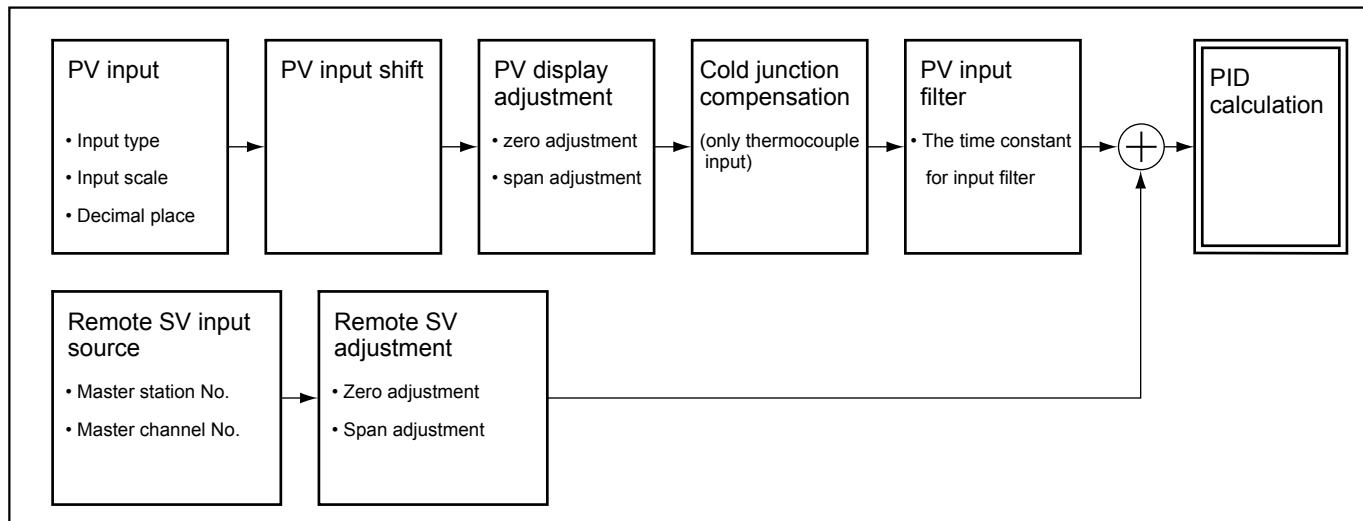 PV input
• Input type
• Input scale
• Decimal place
PV input shift
PV display
adjustment
• zero adjustment
• span adjustment
Cold junction
compensation
(only thermocouple
input)
PV input
filter
• The time constant
for input filter
PID
calculation
Remote SV input
source
• Master station No.
• Master channel No.
Remote SV
adjustment
• Zero adjustment
• Span adjustment